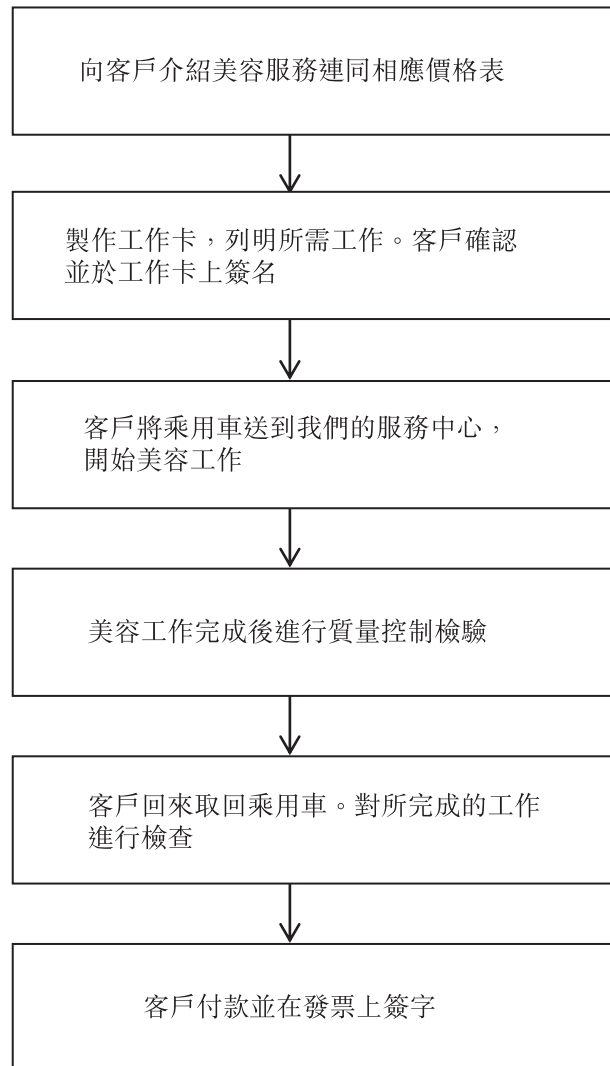 向客戶介紹美容服務連同相應價格表
製作工作卡，列明所需工作。客戶確認
並於工作卡上簽名
客戶將乘用車送到我們的服務中心，
開始美容工作
美容工作完成後進行質量控制檢驗
客戶回來取回乘用車。對所完成的工作
進行檢查
客戶付款並在發票上簽字